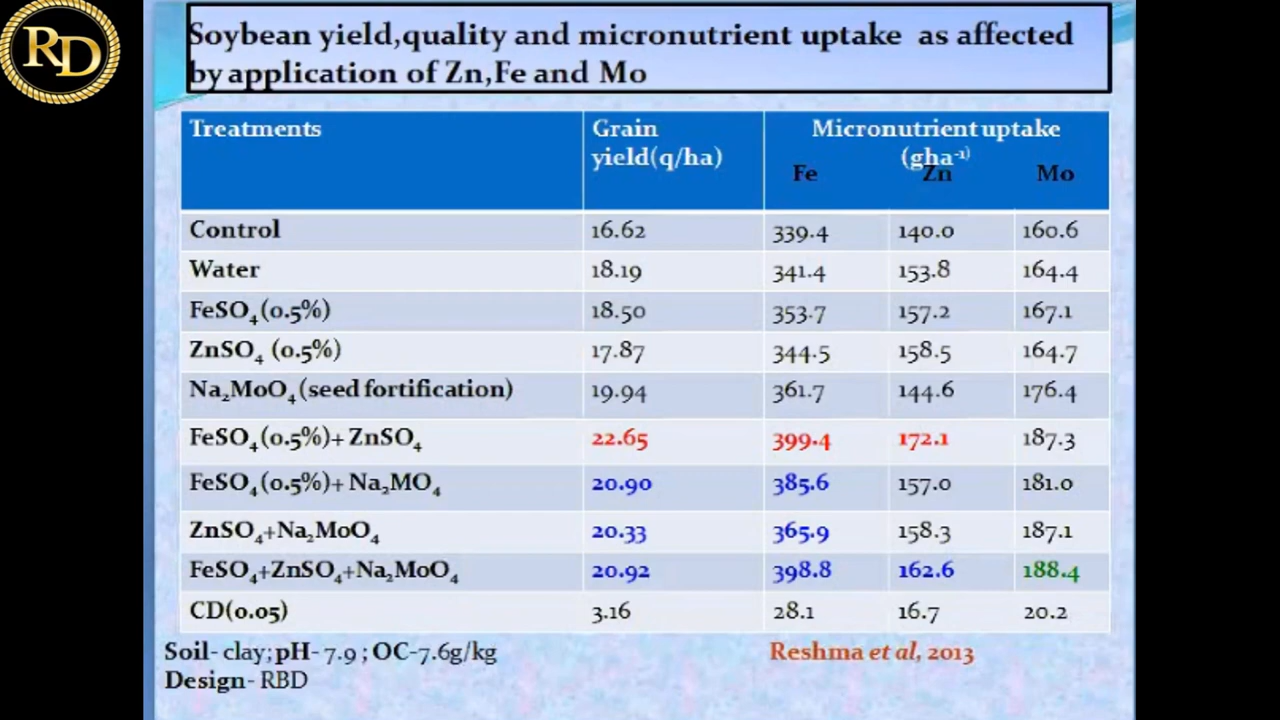 RD
Soybean yield,quality and micronutrient uptake as affected
by application of Zn,Fe and Mo
Treatments Grain yield(q/ha) Micronutrient uptake (gha⁻¹⁾
Fe Zn Mo
Control 16.62 339.4 140.0 160.6
Water 18.19 341.4 153.8 164.4
FeSO₄(0.5%) 18.50 353.7 157.2 167.1
ZnSO₄ (0.5%) 17.87 344.5 158.5 164.7
Na₂MoO₄(seed fortification) 19.94 361.7 144.6 176.4
FeSO₄(0.5%)+ ZnSO₄ 22.65 399.4 172.1 187.3
FeSO₄(0.5%)+ Na₂MO₄ 20.90 385.6 157.0 181.0
ZnSO₄+Na₂MoO₄ 20.33 365.9 158.3 187.1
FeSO₄+ZnSO₄+Na₂MoO₄ 20.92 398.8 162.6 188.4
CD(0.05) 3.16 28.1 16.7 20.2
Soil- clay;pH- 7.9 ; OC-7.6g/kg Reshma et al, 2013
Design- RBD